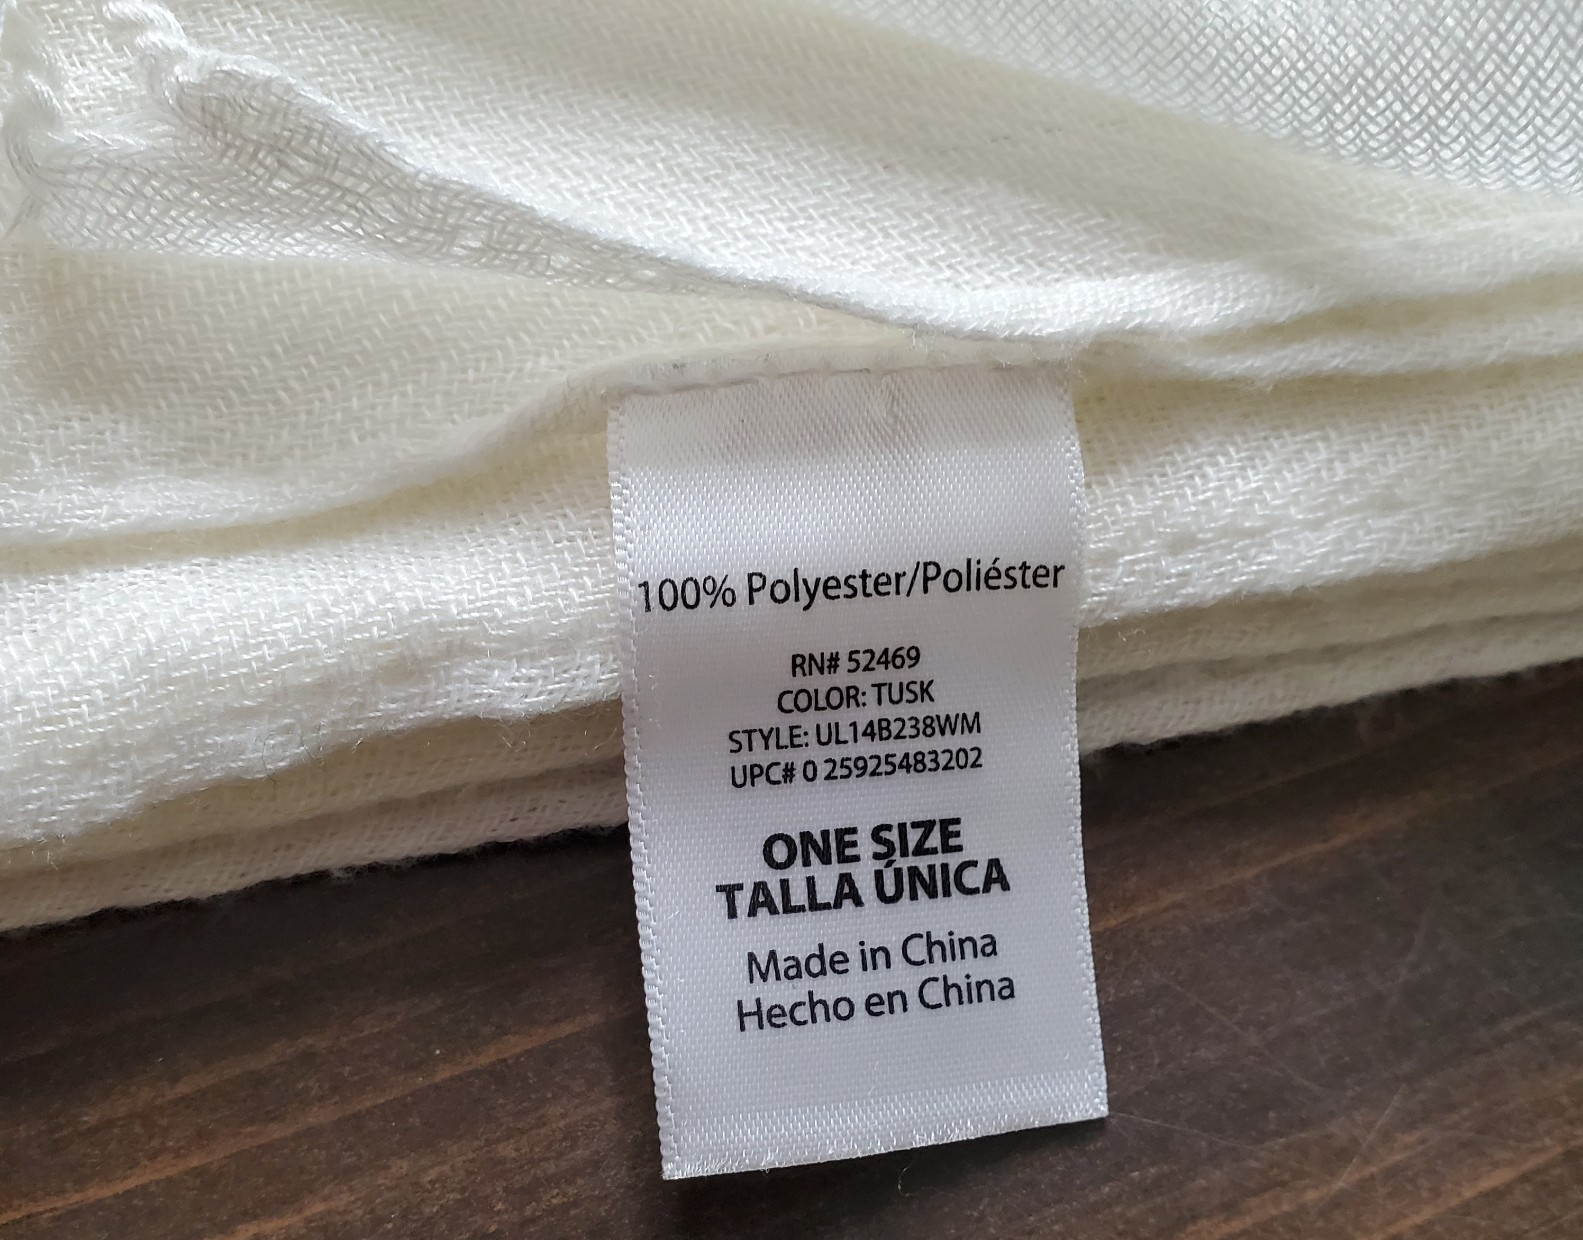 100% Polyester/Poliéster
RN# 52469
COLOR: TUSK
STYLE: UL14B238WM
UPC# 0 25925483202
ONE SIZE
TALLA ÚNICA
Made in China
Hecho en China